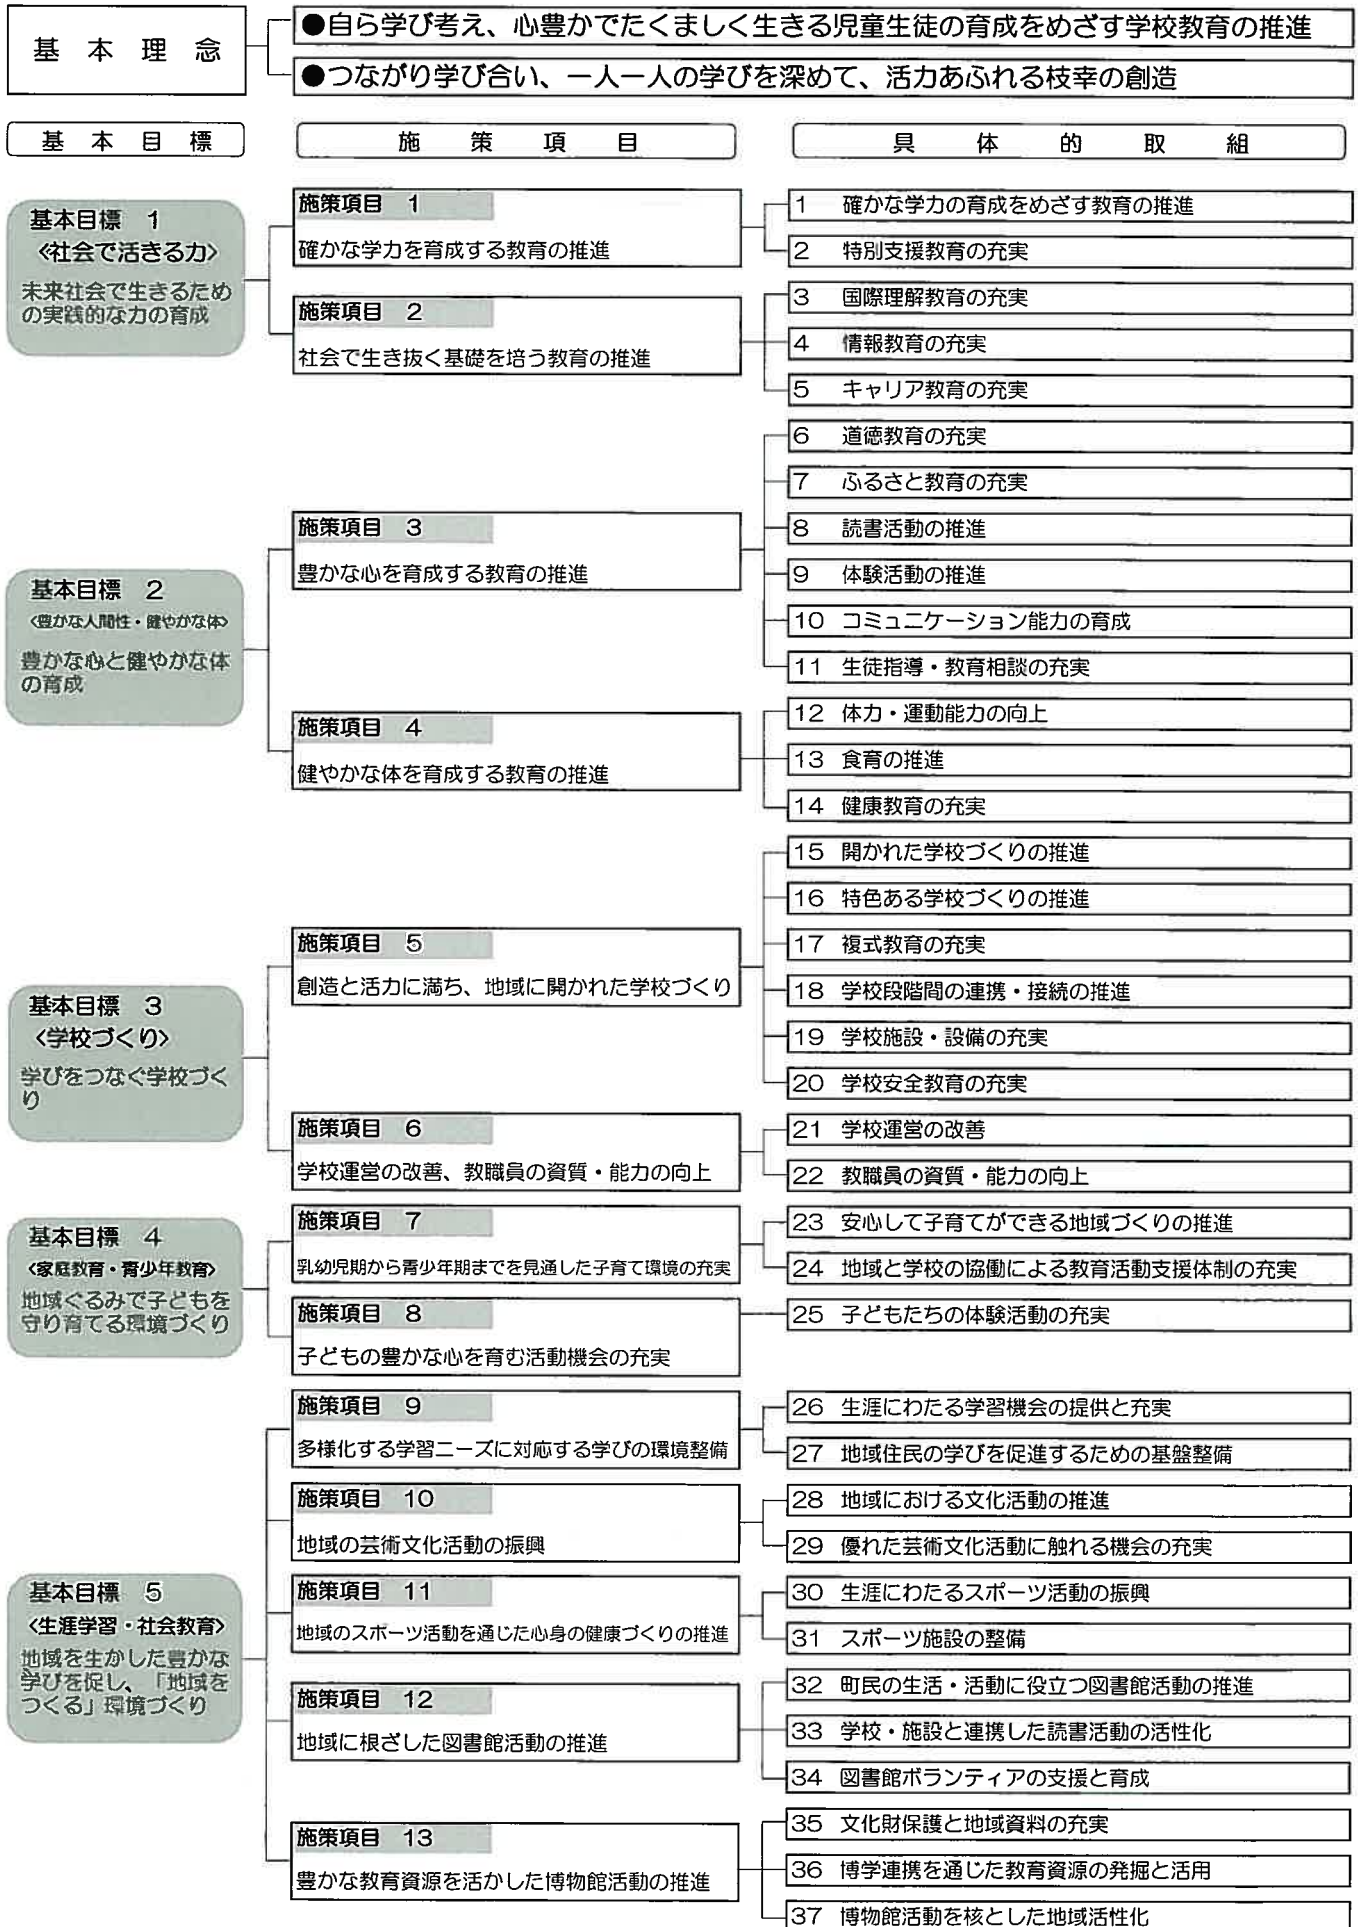 基本理念
●自ら学び考え、心豊かでたくましく生きる児童生徒の育成をめざす学校教育の推進
●つながり学び合い、一人一人の学びを深めて、活力あふれる枝幸の創造
基本目標
施策項目
具体的取組
基本目標 1
〈社会で活きる力〉
未来社会で生きるため
の実践的な力の育成
施策項目 1
確かな学力を育成する教育の推進
1 確かな学力の育成をめざす教育の推進
2 特別支援教育の充実
施策項目 2
社会で生き抜く基礎を培う教育の推進
3 国際理解教育の充実
4 情報教育の充実
5 キャリア教育の充実
基本目標 2
〈豊かな人間性・健やかな体〉
豊かな心と健やかな体
の育成
施策項目 3
豊かな心を育成する教育の推進
6 道徳教育の充実
7 ふるさと教育の充実
8 読書活動の推進
9 体験活動の推進
10 コミュニケーション能力の育成
11 生徒指導・教育相談の充実
施策項目 4
健やかな体を育成する教育の推進
12 体力・運動能力の向上
13 食育の推進
14 健康教育の充実
基本目標 3
〈学校づくり〉
学びをつなぐ学校づく
り
施策項目 5
創造と活力に満ち、地域に開かれた学校づくり
15 開かれた学校づくりの推進
16 特色ある学校づくりの推進
17 複式教育の充実
18 学校段階間の連携・接続の推進
19 学校施設・設備の充実
20 学校安全教育の充実
施策項目 6
学校運営の改善、教職員の資質・能力の向上
21 学校運営の改善
22 教職員の資質・能力の向上
基本目標 4
〈家庭教育・青少年教育〉
地域ぐるみで子どもを
守り育てる環境づくり
施策項目 7
乳幼児期から青少年期までを見通した子育て環境の充実
23 安心して子育てができる地域づくりの推進
24 地域と学校の協働による教育活動支援体制の充実
施策項目 8
子どもの豊かな心を育む活動機会の充実
25 子どもたちの体験活動の充実
基本目標 5
〈生涯学習・社会教育〉
地域を生かした豊かな
学びを促し、「地域を
つくる」環境づくり
施策項目 9
多様化する学習ニーズに対応する学びの環境整備
26 生涯にわたる学習機会の提供と充実
27 地域住民の学びを促進するための基盤整備
施策項目 10
地域の芸術文化活動の振興
28 地域における文化活動の推進
29 優れた芸術文化活動に触れる機会の充実
施策項目 11
地域のスポーツ活動を通じた心身の健康づくりの推進
30 生涯にわたるスポーツ活動の振興
31 スポーツ施設の整備
施策項目 12
地域に根ざした図書館活動の推進
32 町民の生活・活動に役立つ図書館活動の推進
33 学校・施設と連携した読書活動の活性化
34 図書館ボランティアの支援と育成
施策項目 13
豊かな教育資源を活かした博物館活動の推進
35 文化財保護と地域資料の充実
36 博学連携を通じた教育資源の発掘と活用
37 博物館活動を核とした地域活性化